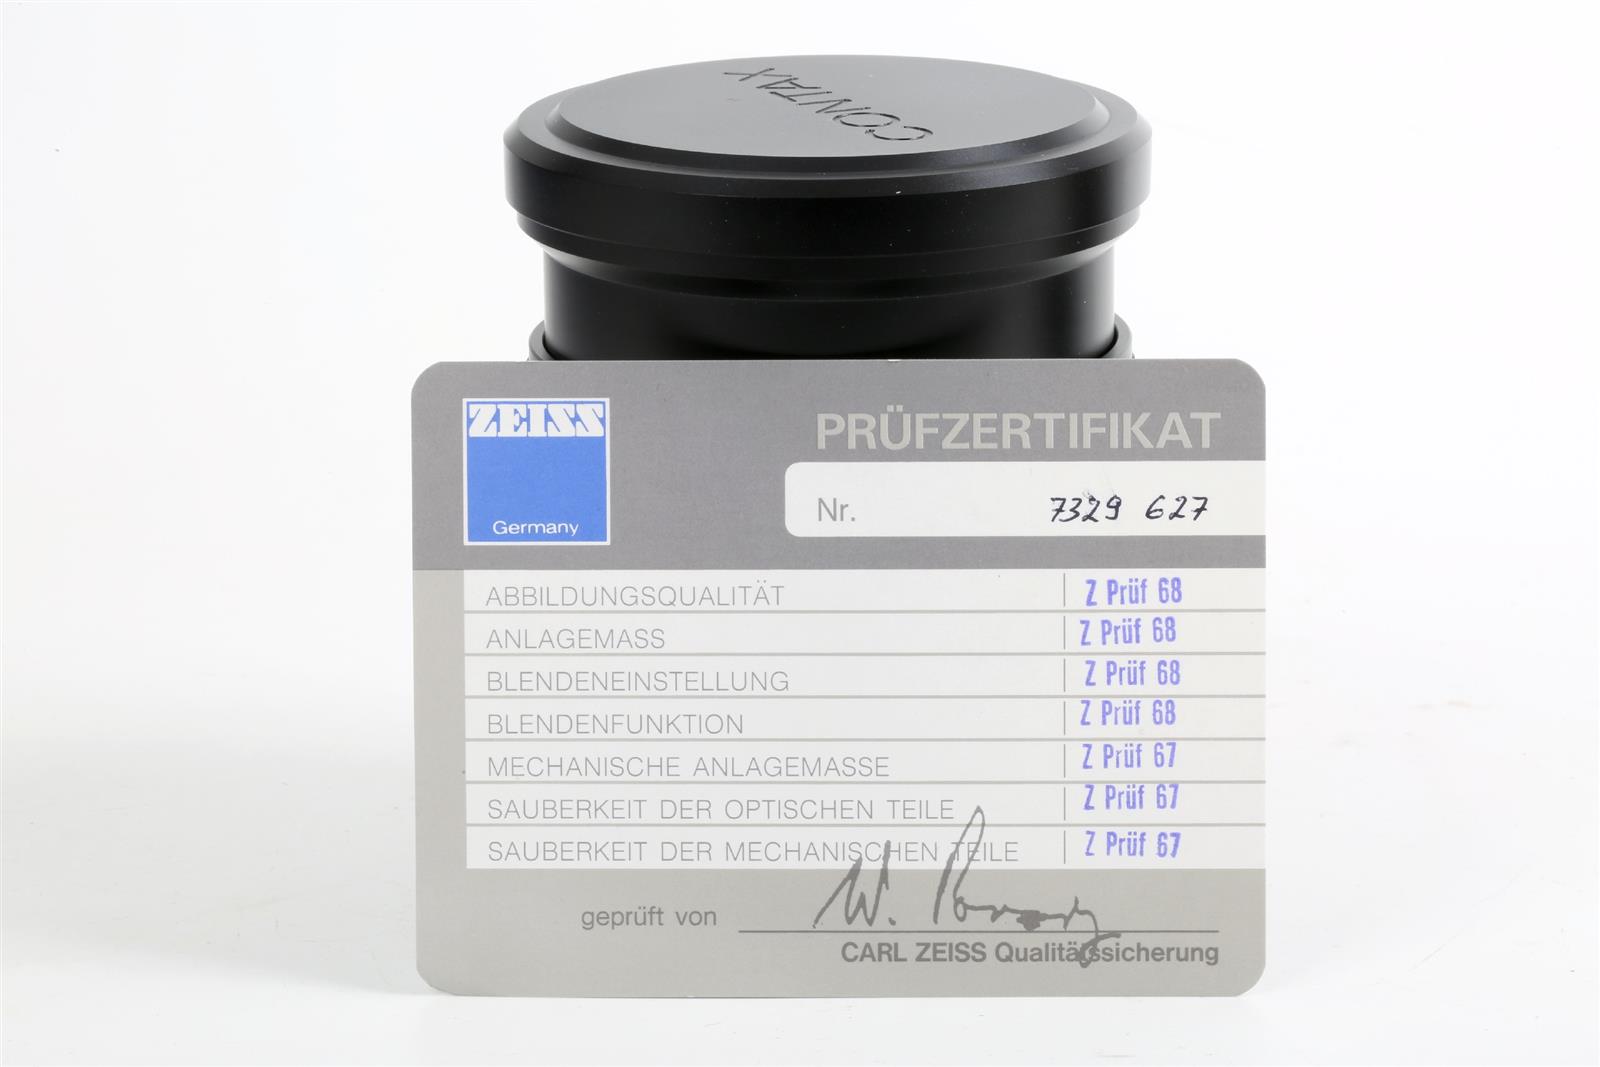 CONTAX
ZEISS
Germany
PRÜFZERTIFIKAT
Nr. 7329 627
ABBILDUNGSQUALITÄT Z Prüf 68
ANLAGEMASS Z Prüf 68
BLENDENEINSTELLUNG Z Prüf 68
BLENDENFUNKTION Z Prüf 68
MECHANISCHE ANLAGEMASSE Z Prüf 67
SAUBERKEIT DER OPTISCHEN TEILE Z Prüf 67
SAUBERKEIT DER MECHANISCHEN TEILE Z Prüf 67
geprüft von W.
CARL ZEISS Qualitätssicherung